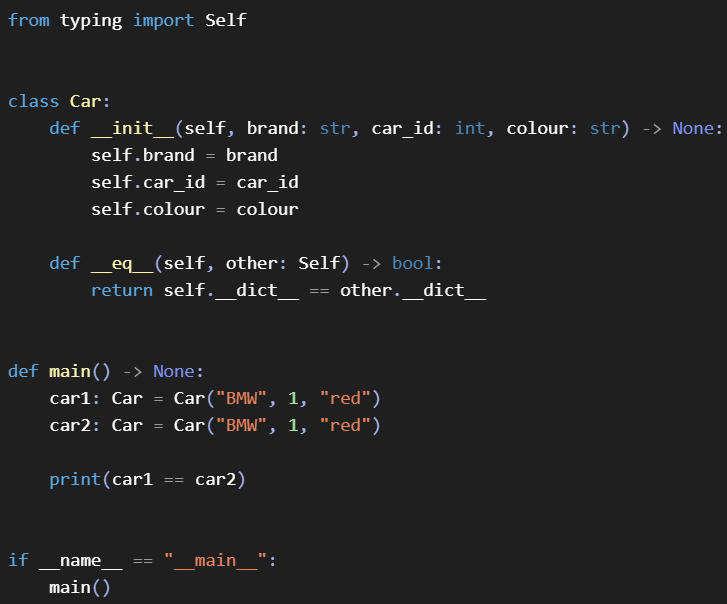 from typing import Self
class Car:
    def __init__(self, brand: str, car_id: int, colour: str) -> None:
        self.brand = brand
        self.car_id = car_id
        self.colour = colour
    def __eq__(self, other: Self) -> bool:
        return self.__dict__ == other.__dict__
def main() -> None:
    car1: Car = Car("BMW", 1, "red")
    car2: Car = Car("BMW", 1, "red")
    print(car1 == car2)
if __name__ == "__main__":
    main()